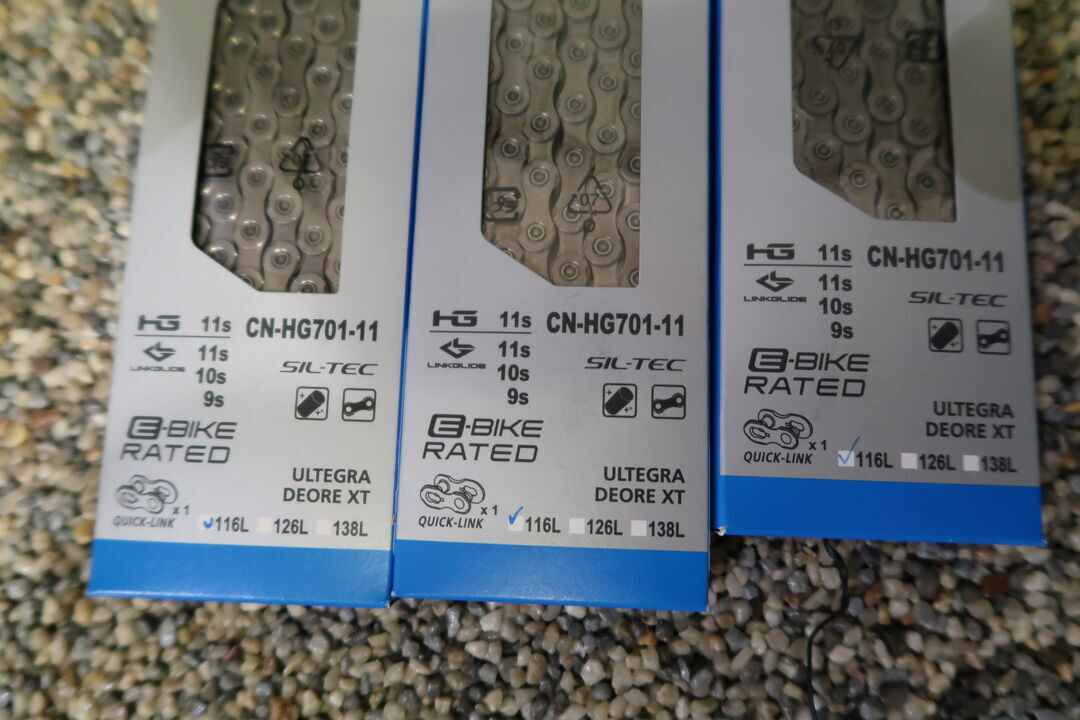 HG 11s CN-HG701-11
LINKGLIDE 11s
10s
9s
SIL-TEC
E-BIKE
RATED
ULTEGRA
DEORE XT
QUICK-LINK x 1
116L 126L 138L
HG 11s CN-HG701-11
LINKGLIDE 11s
10s
9s
SIL-TEC
E-BIKE
RATED
ULTEGRA
DEORE XT
QUICK-LINK x 1
116L 126L 138L
HG 11s CN-HG701-11
LINKGLIDE 11s
10s
9s
SIL-TEC
E-BIKE
RATED
ULTEGRA
DEORE XT
QUICK-LINK x 1
116L 126L 138L